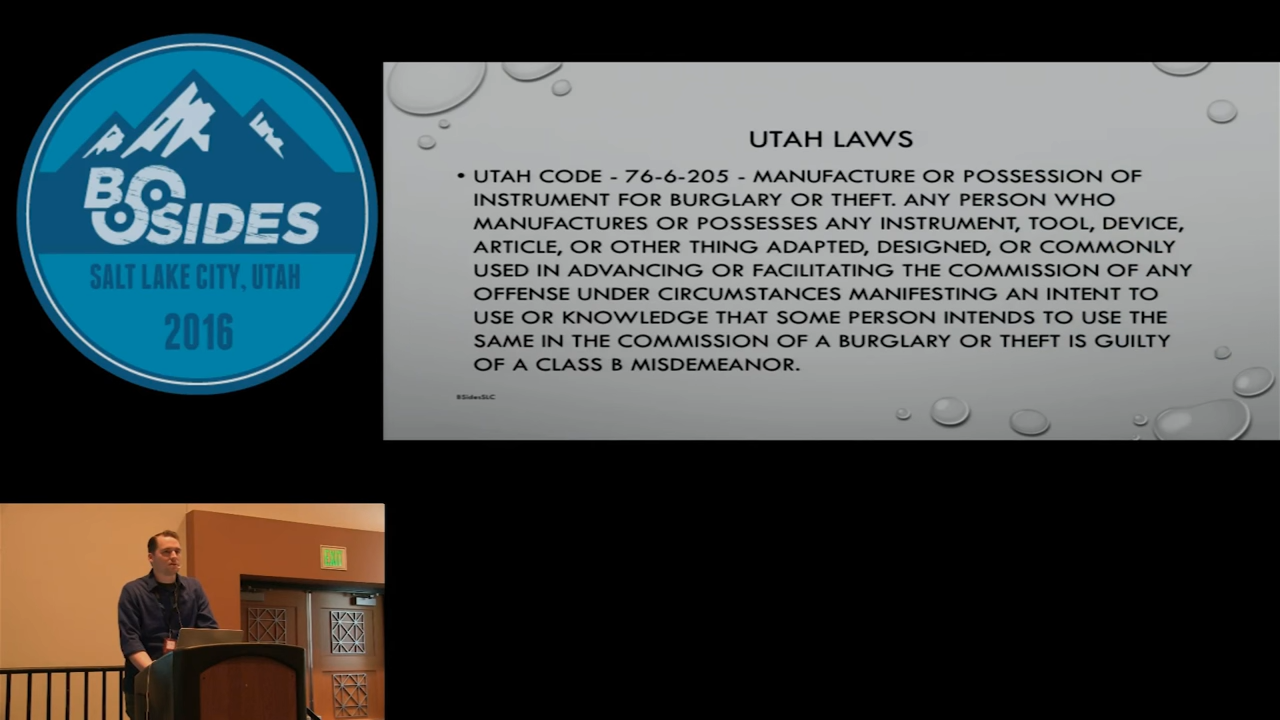 BSIDES
SALT LAKE CITY, UTAH
2016
UTAH LAWS
• UTAH CODE - 76-6-205 - MANUFACTURE OR POSSESSION OF
INSTRUMENT FOR BURGLARY OR THEFT. ANY PERSON WHO
MANUFACTURES OR POSSESSES ANY INSTRUMENT, TOOL, DEVICE,
ARTICLE, OR OTHER THING ADAPTED, DESIGNED, OR COMMONLY
USED IN ADVANCING OR FACILITATING THE COMMISSION OF ANY
OFFENSE UNDER CIRCUMSTANCES MANIFESTING AN INTENT TO
USE OR KNOWLEDGE THAT SOME PERSON INTENDS TO USE THE
SAME IN THE COMMISSION OF A BURGLARY OR THEFT IS GUILTY
OF A CLASS B MISDEMEANOR.
BSidesSLC
EXIT